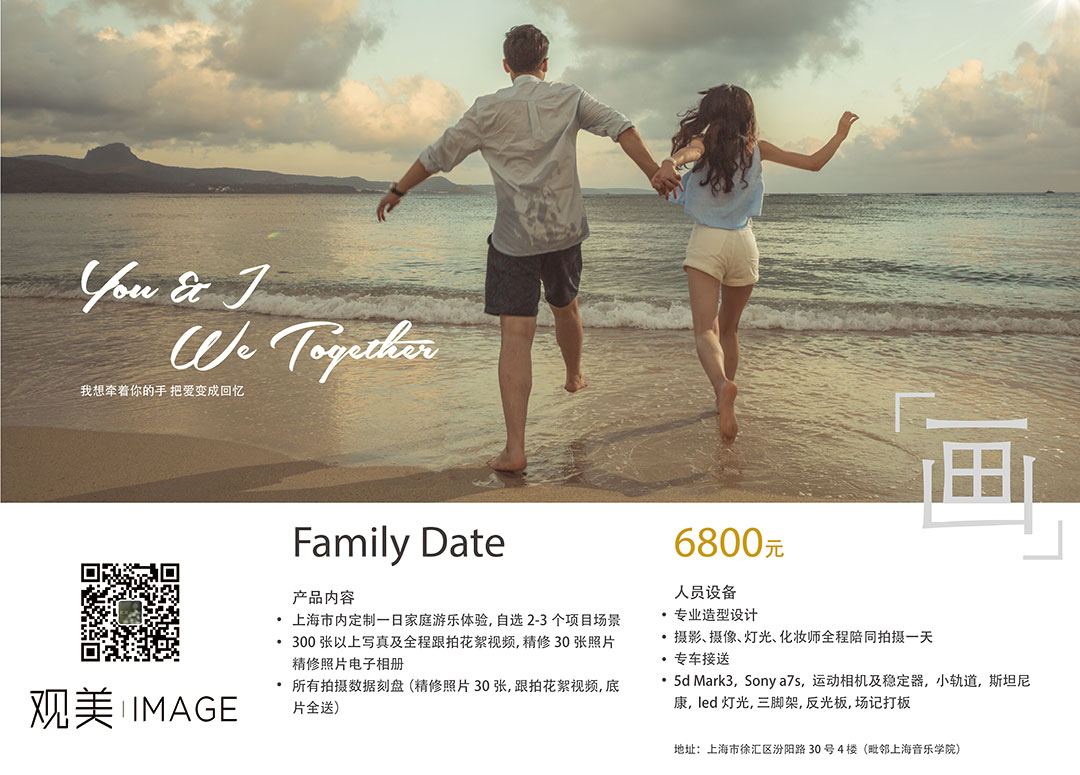 You & I
We Together
我想牵着你的手 把爱变成回忆
「画」
Family Date
产品内容
• 上海市内定制一日家庭游乐体验, 自选 2-3 个项目场景
• 300 张以上写真及全程跟拍花絮视频, 精修 30 张照片
精修照片电子相册
• 所有拍摄数据刻盘（精修照片 30 张, 跟拍花絮视频, 底
片全送）
6800元
人员设备
• 专业造型设计
• 摄影、摄像、灯光、化妆师全程陪同拍摄一天
• 专车接送
• 5d Mark3, Sony a7s, 运动相机及稳定器, 小轨道, 斯坦尼
康, led 灯光, 三脚架, 反光板, 场记打板
观美 | IMAGE
地址：上海市徐汇区汾阳路 30 号 4 楼（毗邻上海音乐学院）